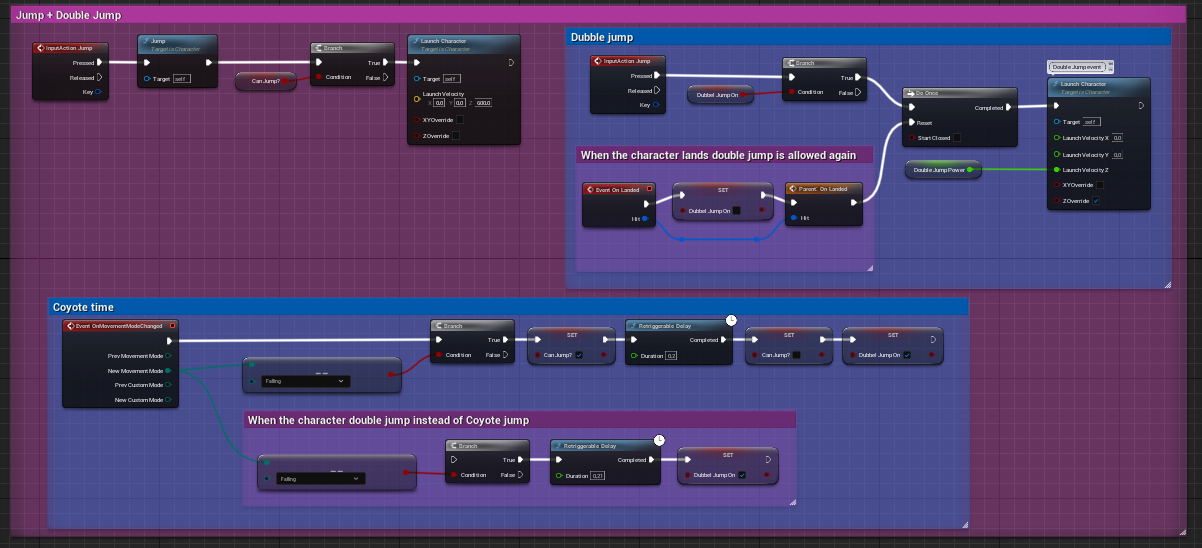 Jump + Double Jump
InputAction Jump
Pressed
Released
Key
Jump
Target is Character
Target
self
Can Jump?
Branch
Condition
True
False
Launch Character
Target is Character
Target
self
Launch Velocity
X 0,0 Y 0,0 Z 600,0
XYOverride
ZOverride
Dubble jump
InputAction Jump
Pressed
Released
Key
Dubbel Jump On
Branch
Condition
True
False
Do Once
Completed
Reset
Start Closed
Double Jump Power
Double Jump event
Launch Character
Target is Character
Target
self
Launch Velocity X 0,0
Launch Velocity Y 0,0
Launch Velocity Z
XYOverride
ZOverride
When the character lands double jump is allowed again
Event On Landed
Hit
SET
Dubbel Jump On
Parent: On Landed
Hit
Coyote time
Event OnMovementModeChanged
Prev Movement Mode
New Movement Mode
Prev Custom Mode
New Custom Mode
==
Falling
Branch
Condition
True
False
SET
Can Jump?
Retriggerable Delay
Completed
Duration 0,2
SET
Can Jump?
SET
Dubbel Jump On
When the character double jump instead of Coyote jump
==
Falling
Branch
Condition
True
False
Retriggerable Delay
Completed
Duration 0,21
SET
Dubbel Jump On